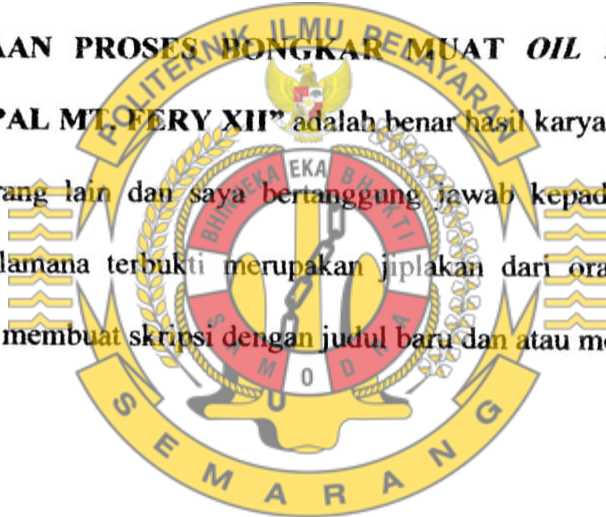 AAN PROSES BONGKAR MUAT OIL
PAL MT. FERY XII” adalah benar hasil karya
rang lain dan saya bertanggung jawab kepad
lamana terbukti merupakan jiplakan dari ora
membuat skripsi dengan judul baru dan atau me
POLITEKNIK ILMU PELAYARAN
BHINNEKA EKA BHAKTI
SAMODRA
SEMARANG